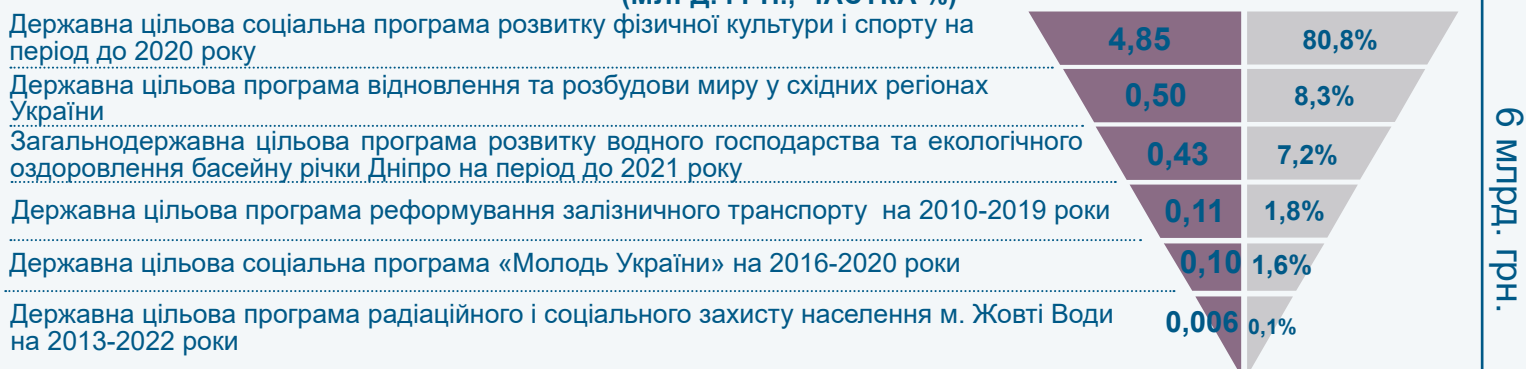 Державна цільова соціальна програма розвитку фізичної культури і спорту на
період до 2020 року
4,85
80,8%
Державна цільова програма відновлення та розбудови миру у східних регіонах
України
0,50
8,3%
Загальнодержавна цільова програма розвитку водного господарства та екологічного
оздоровлення басейну річки Дніпро на період до 2021 року
0,43
7,2%
Державна цільова програма реформування залізничного транспорту на 2010-2019 роки
0,11
1,8%
Державна цільова соціальна програма «Молодь України» на 2016-2020 роки
0,10
1,6%
Державна цільова програма радіаційного і соціального захисту населення м. Жовті Води
на 2013-2022 роки
0,006
0,1%
6 млрд. грн.